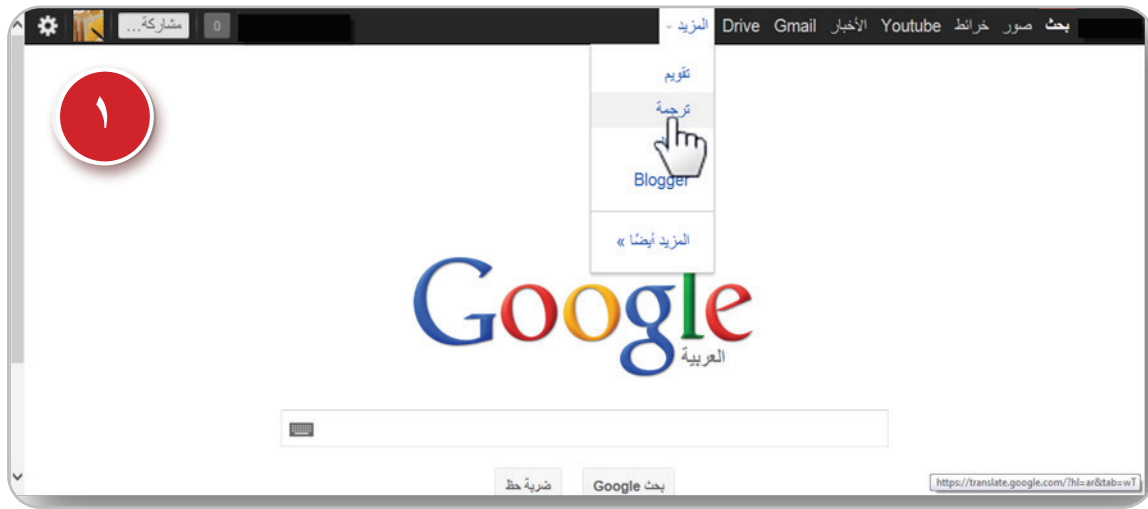 بحث صور خرائط Youtube الأخبار Gmail Drive المزيد
0 مشاركة...
١
تقويم
ترجمة
Blogger
المزيد أيضًا »
Google
العربية
بحث Google ضربة حظ
https://translate.google.com/?hl=ar&tab=wT